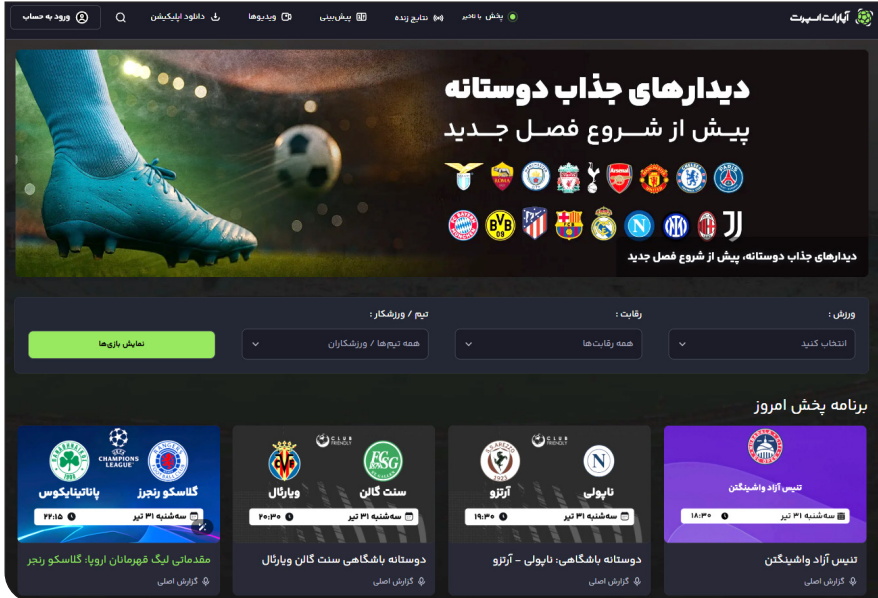 آپارات اسپرت
پخش با تاخیر
نتایج زنده
پیش‌بینی
ویدیوها
دانلود اپلیکیشن
ورود به حساب
دیدارهای جذاب دوستانه
پیش از شروع فصل جدید
دیدارهای جذاب دوستانه، پیش از شروع فصل جدید
ورزش :
رقابت :
تیم / ورزشکار :
انتخاب کنید
همه رقابت‌ها
همه تیم‌ها / ورزشکاران
نمایش بازی‌ها
برنامه پخش امروز
تنیس آزاد واشینگتن
سه‌شنبه ۳۱ تیر ۱۸:۳۰
تنیس آزاد واشینگتن
گزارش اصلی
CLUB
FRIENDLY
ناپولی
آرتزو
سه‌شنبه ۳۱ تیر ۱۹:۳۰
دوستانه باشگاهی: ناپولی - آرتزو
گزارش اصلی
CLUB
FRIENDLY
سنت گالن
ویارئال
سه‌شنبه ۳۱ تیر ۲۰:۳۰
دوستانه باشگاهی سنت گالن ویارئال
گزارش اصلی
CHAMPIONS
LEAGUE
گلاسکو رنجرز
پاناتینایکوس
سه‌شنبه ۳۱ تیر ۲۲:۱۵
مقدماتی لیگ قهرمانان اروپا: گلاسکو رنجر
گزارش اصلی